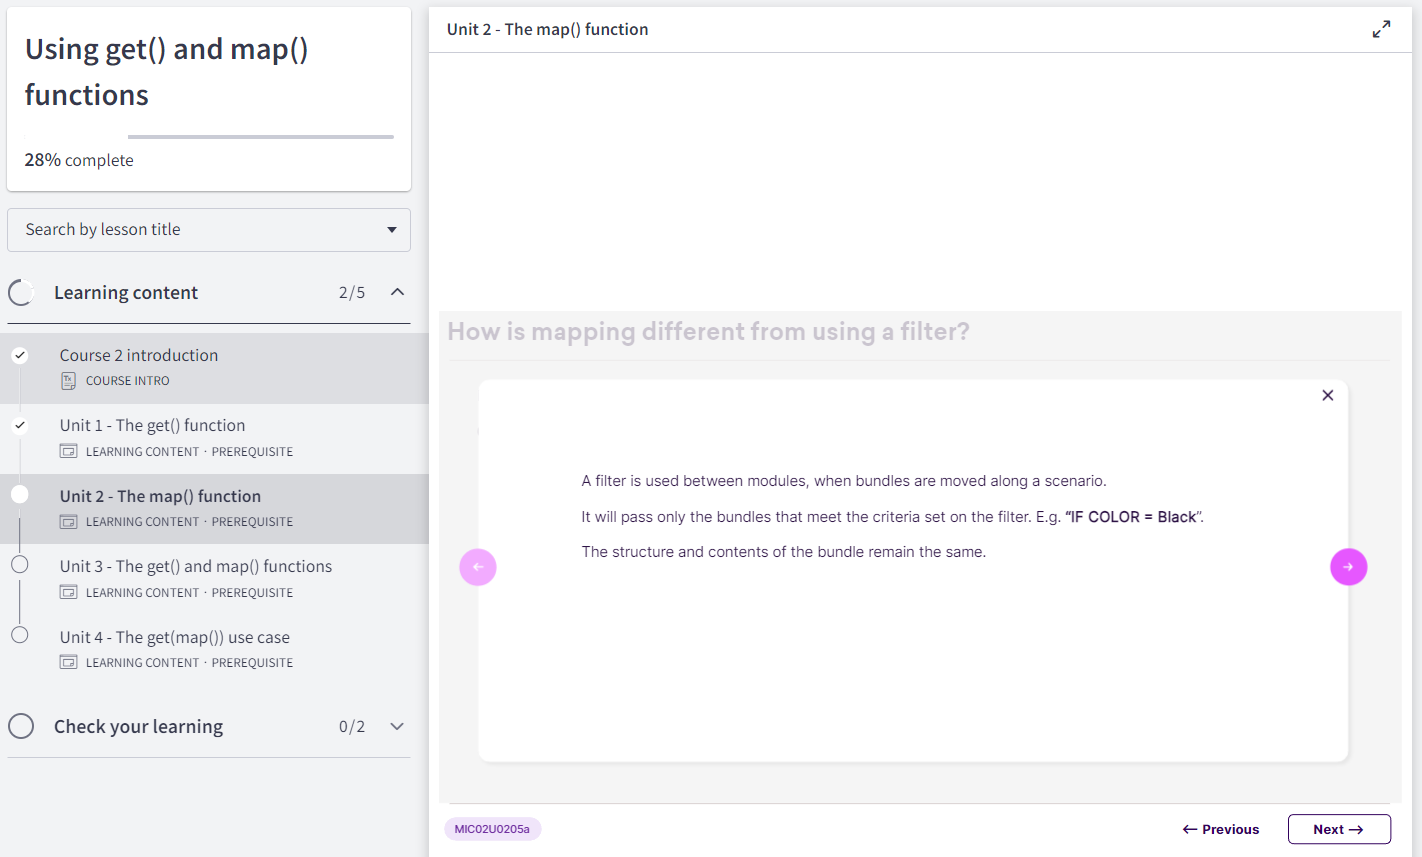 Using get() and map()
functions
28% complete
Search by lesson title
Learning content 2/5
Course 2 introduction
COURSE INTRO
Unit 1 - The get() function
LEARNING CONTENT · PREREQUISITE
Unit 2 - The map() function
LEARNING CONTENT · PREREQUISITE
Unit 3 - The get() and map() functions
LEARNING CONTENT · PREREQUISITE
Unit 4 - The get(map()) use case
LEARNING CONTENT · PREREQUISITE
Check your learning 0/2
Unit 2 - The map() function
How is mapping different from using a filter?
A filter is used between modules, when bundles are moved along a scenario.
It will pass only the bundles that meet the criteria set on the filter. E.g. “IF COLOR = Black”.
The structure and contents of the bundle remain the same.
MIC02U0205a
← Previous
Next →